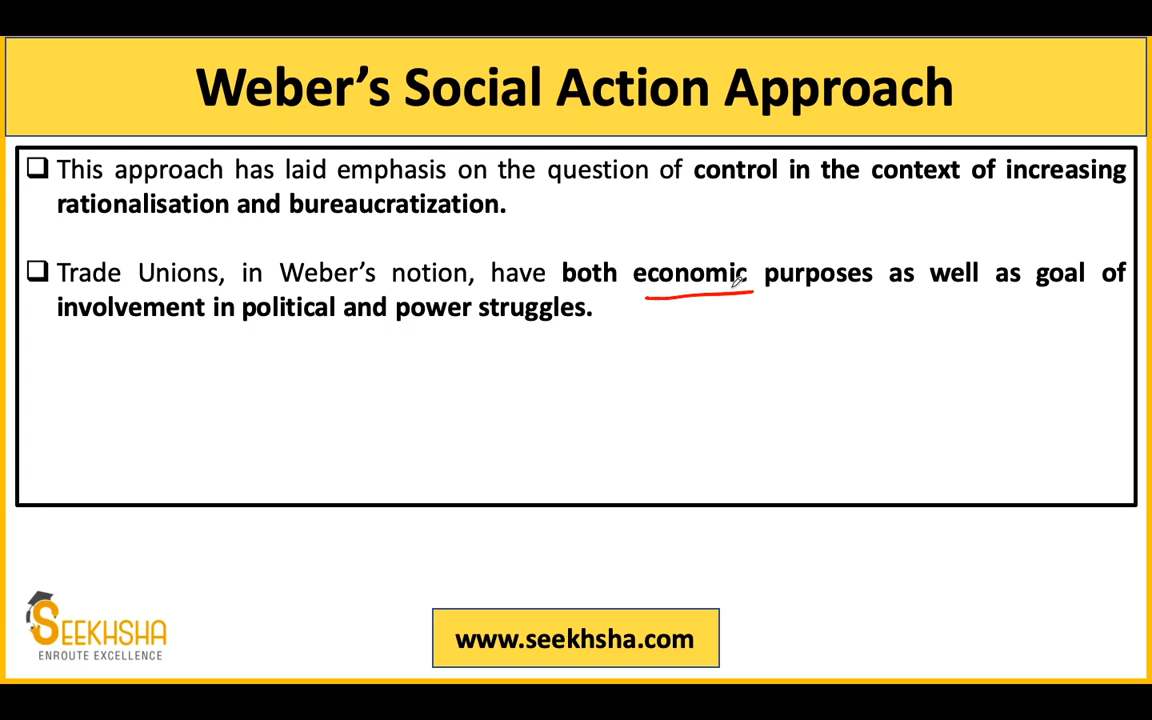 Weber's Social Action Approach
❑ This approach has laid emphasis on the question of control in the context of increasing
rationalisation and bureaucratization.
❑ Trade Unions, in Weber's notion, have both economic purposes as well as goal of
involvement in political and power struggles.
SEEKHSHA
ENROUTE EXCELLENCE
www.seekhsha.com